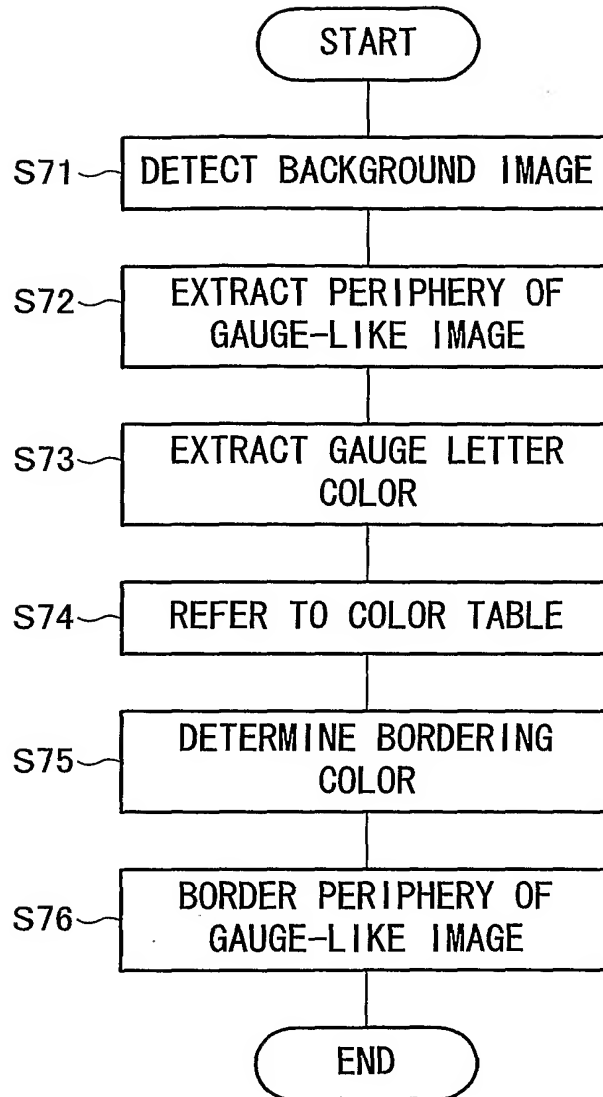 START
S71 DETECT BACKGROUND IMAGE
S72 EXTRACT PERIPHERY OF
GAUGE-LIKE IMAGE
S73 EXTRACT GAUGE LETTER
COLOR
S74 REFER TO COLOR TABLE
S75 DETERMINE BORDERING
COLOR
S76 BORDER PERIPHERY OF
GAUGE-LIKE IMAGE
END